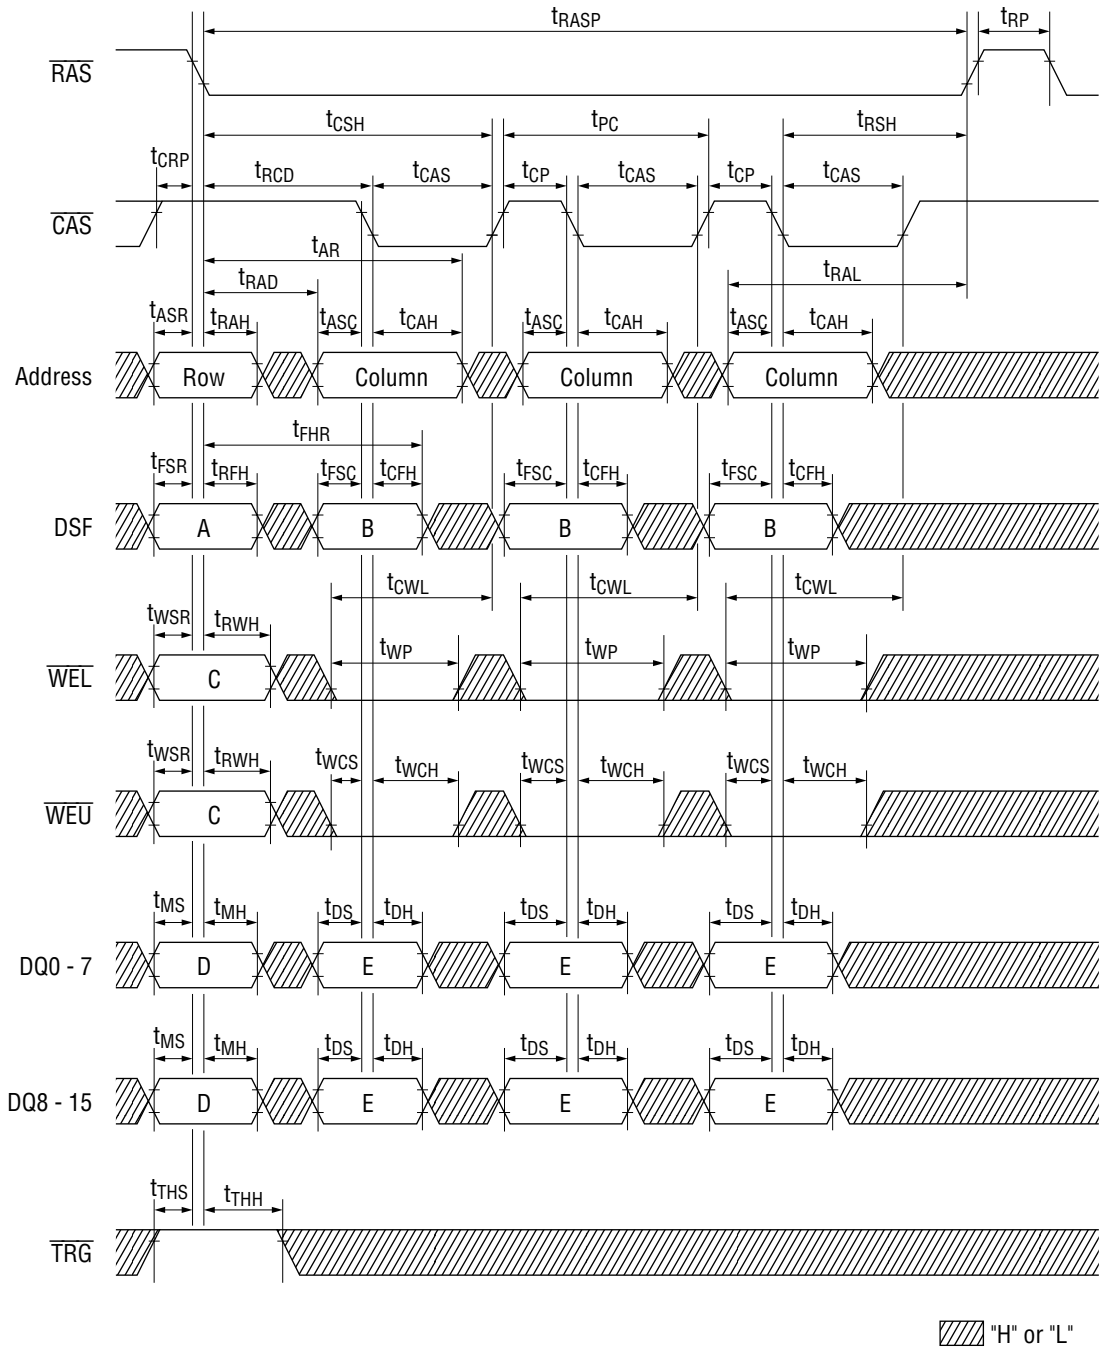 tRASP tRP
RAS
tCSH tPC tRSH
tCRP tRCD tCAS tCP tCAS tCP tCAS
CAS
tAR
tRAD tRAL
tASR tRAH tASC tCAH tASC tCAH tASC tCAH
Address Row Column Column Column
tFHR
tFSR tRFH tFSC tCFH tFSC tCFH tFSC tCFH
DSF A B B B
tCWL tCWL tCWL
tWSR tRWH tWP tWP tWP
WEL C
tWSR tRWH tWCS tWCH tWCS tWCH tWCS tWCH
WEU C
tMS tMH tDS tDH tDS tDH tDS tDH
DQ0 - 7 D E E E
tMS tMH tDS tDH tDS tDH tDS tDH
DQ8 - 15 D E E E
tTHS tTHH
TRG
"H" or "L"